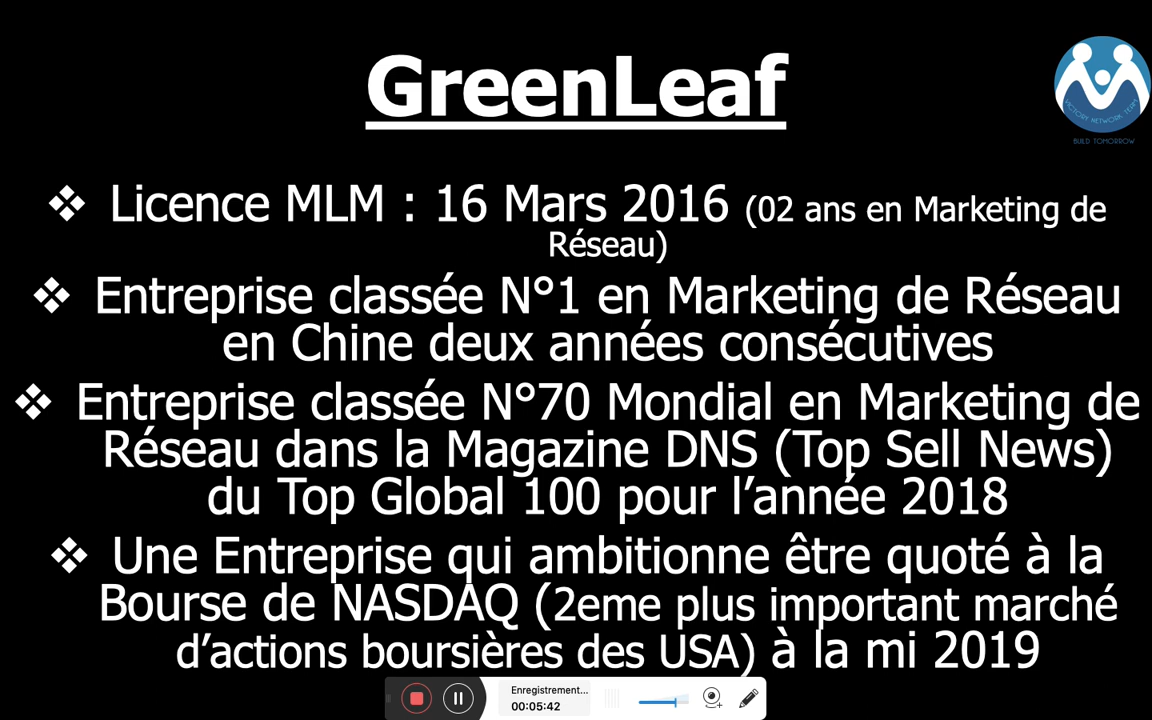 GreenLeaf
VICTORY NETWORK TEAM
BUILD TOMORROW
❖ Licence MLM : 16 Mars 2016 (02 ans en Marketing de
Réseau)
❖ Entreprise classée N°1 en Marketing de Réseau
en Chine deux années consécutives
❖ Entreprise classée N°70 Mondial en Marketing de
Réseau dans la Magazine DNS (Top Sell News)
du Top Global 100 pour l’année 2018
❖ Une Entreprise qui ambitionne être quoté à la
Bourse de NASDAQ (2eme plus important marché
d’actions boursières des USA) à la mi 2019
Enregistrement...
00:05:42